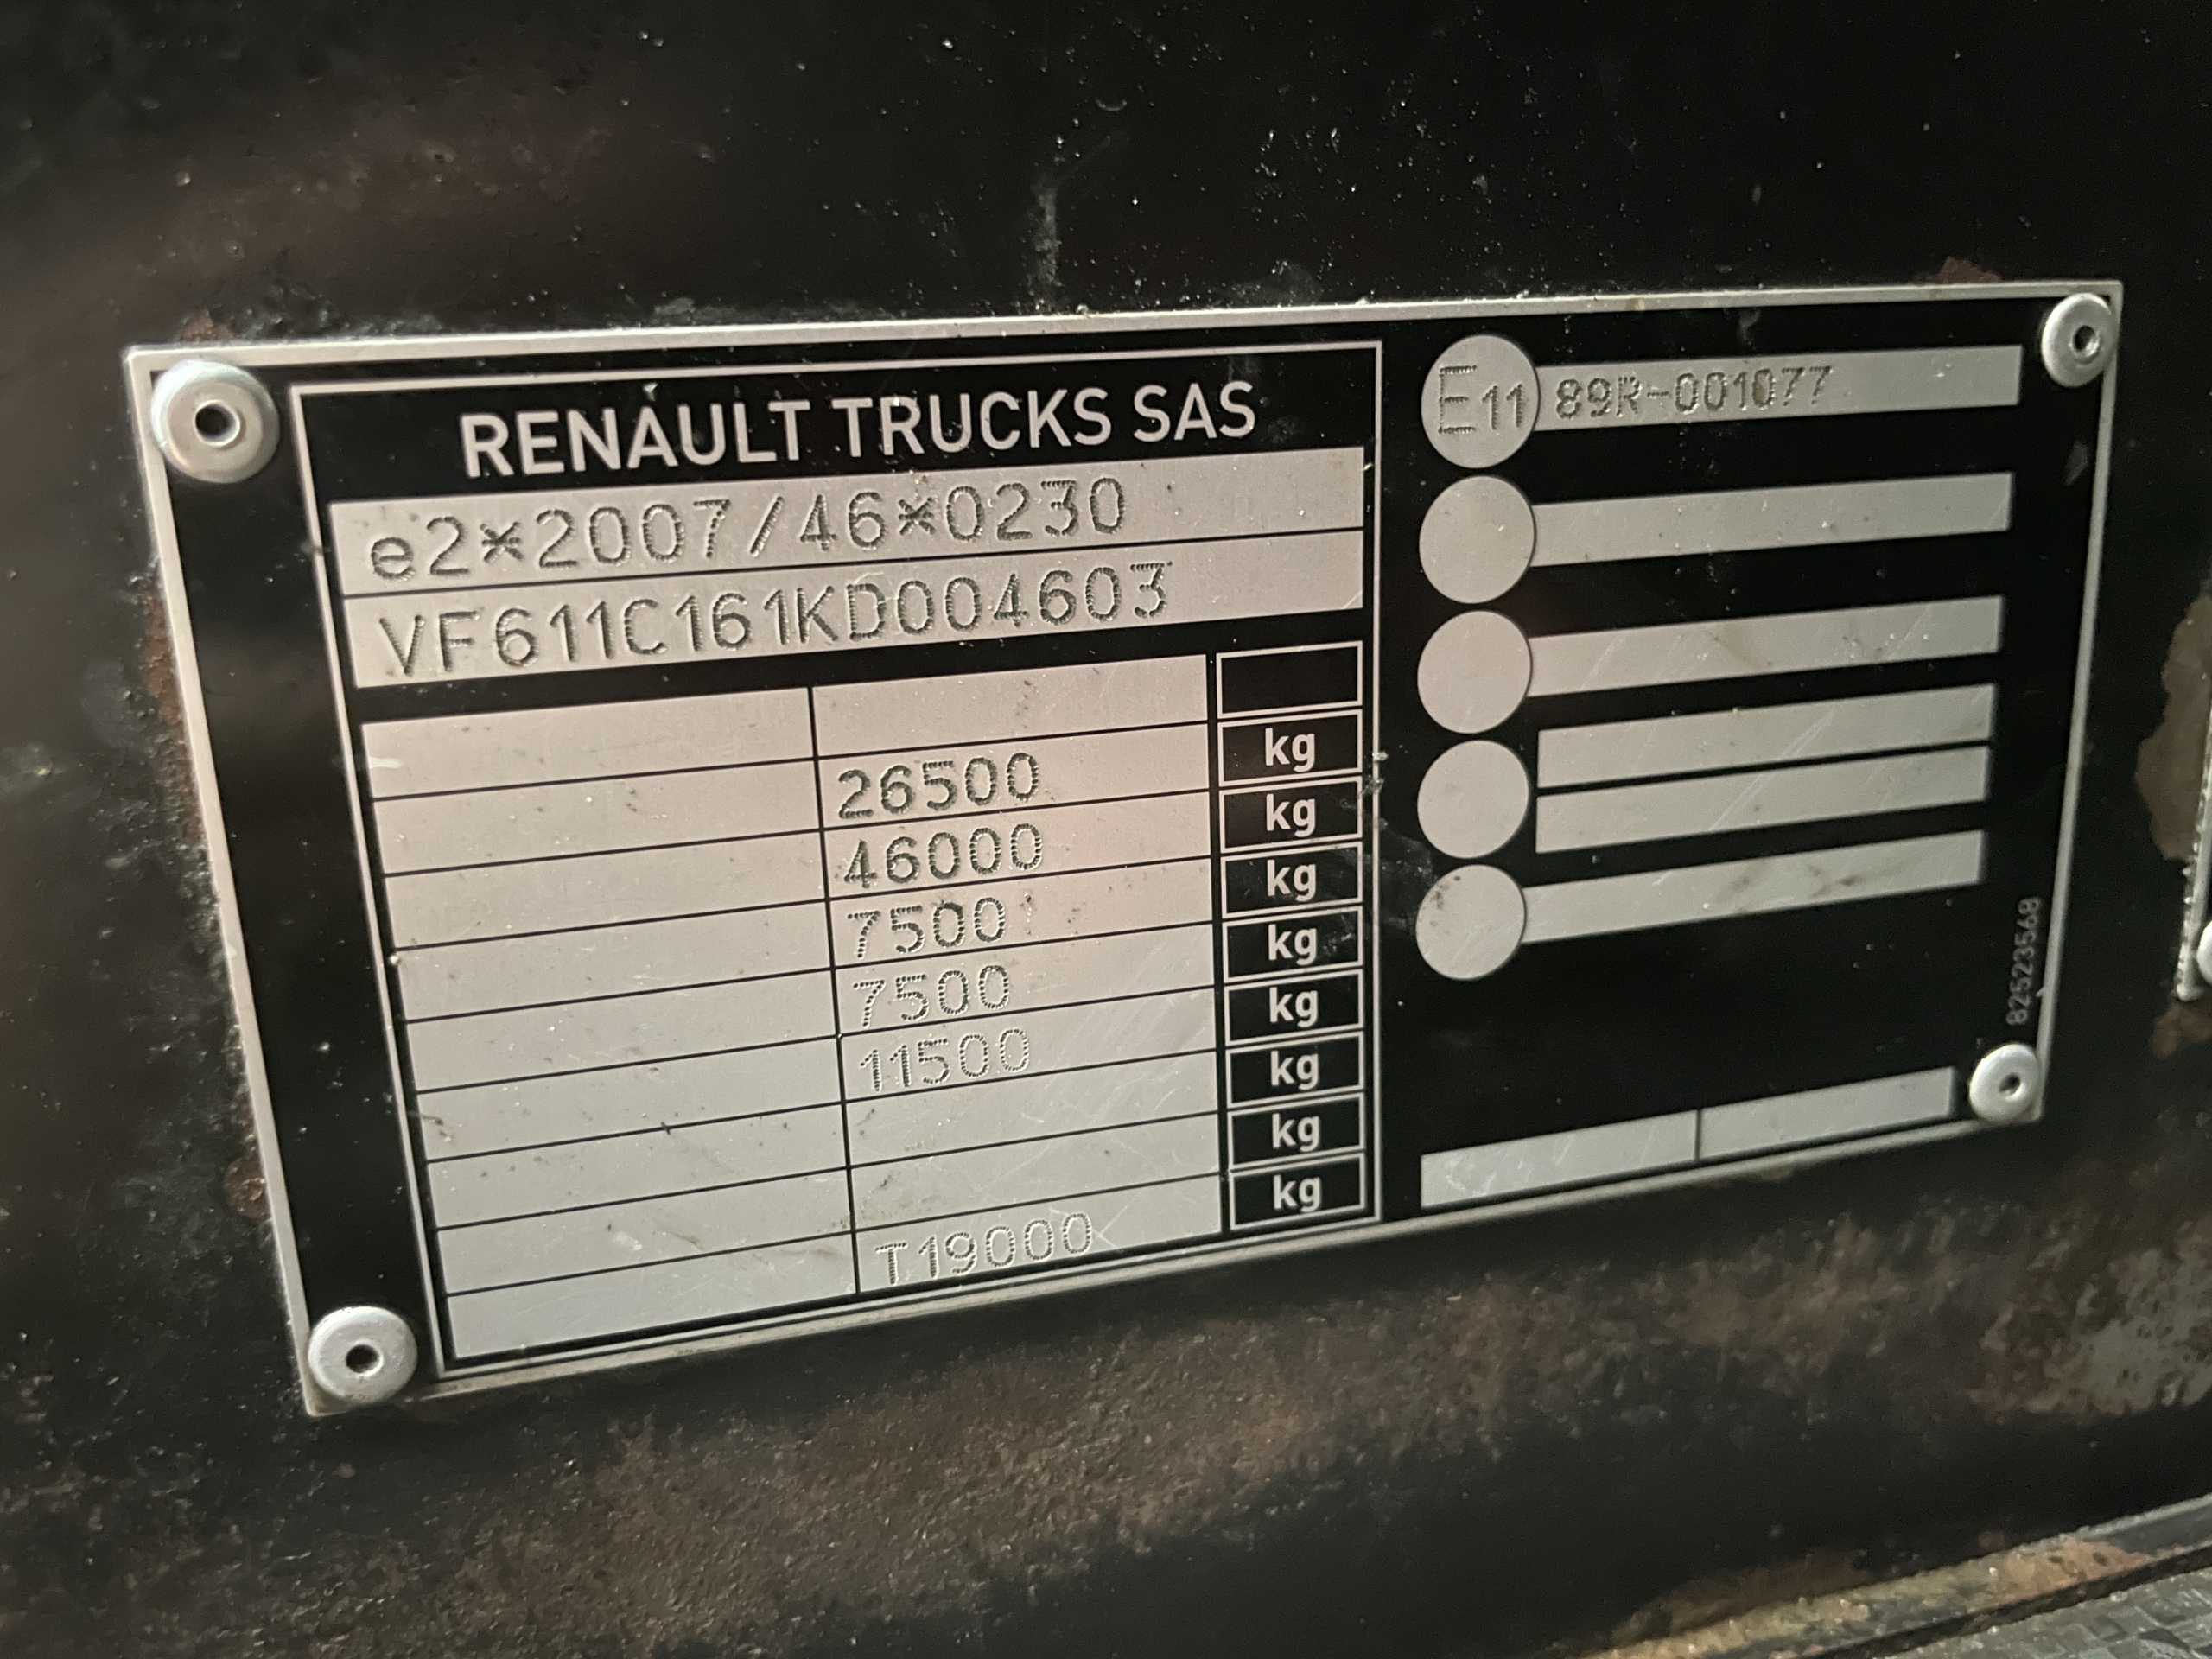 RENAULT TRUCKS SAS
e2*2007/46*0230
VF611C161KD004603
26500 kg
46000 kg
7500 kg
7500 kg
11500 kg
kg
kg
T19000 kg
E11 89R-001077
82523568